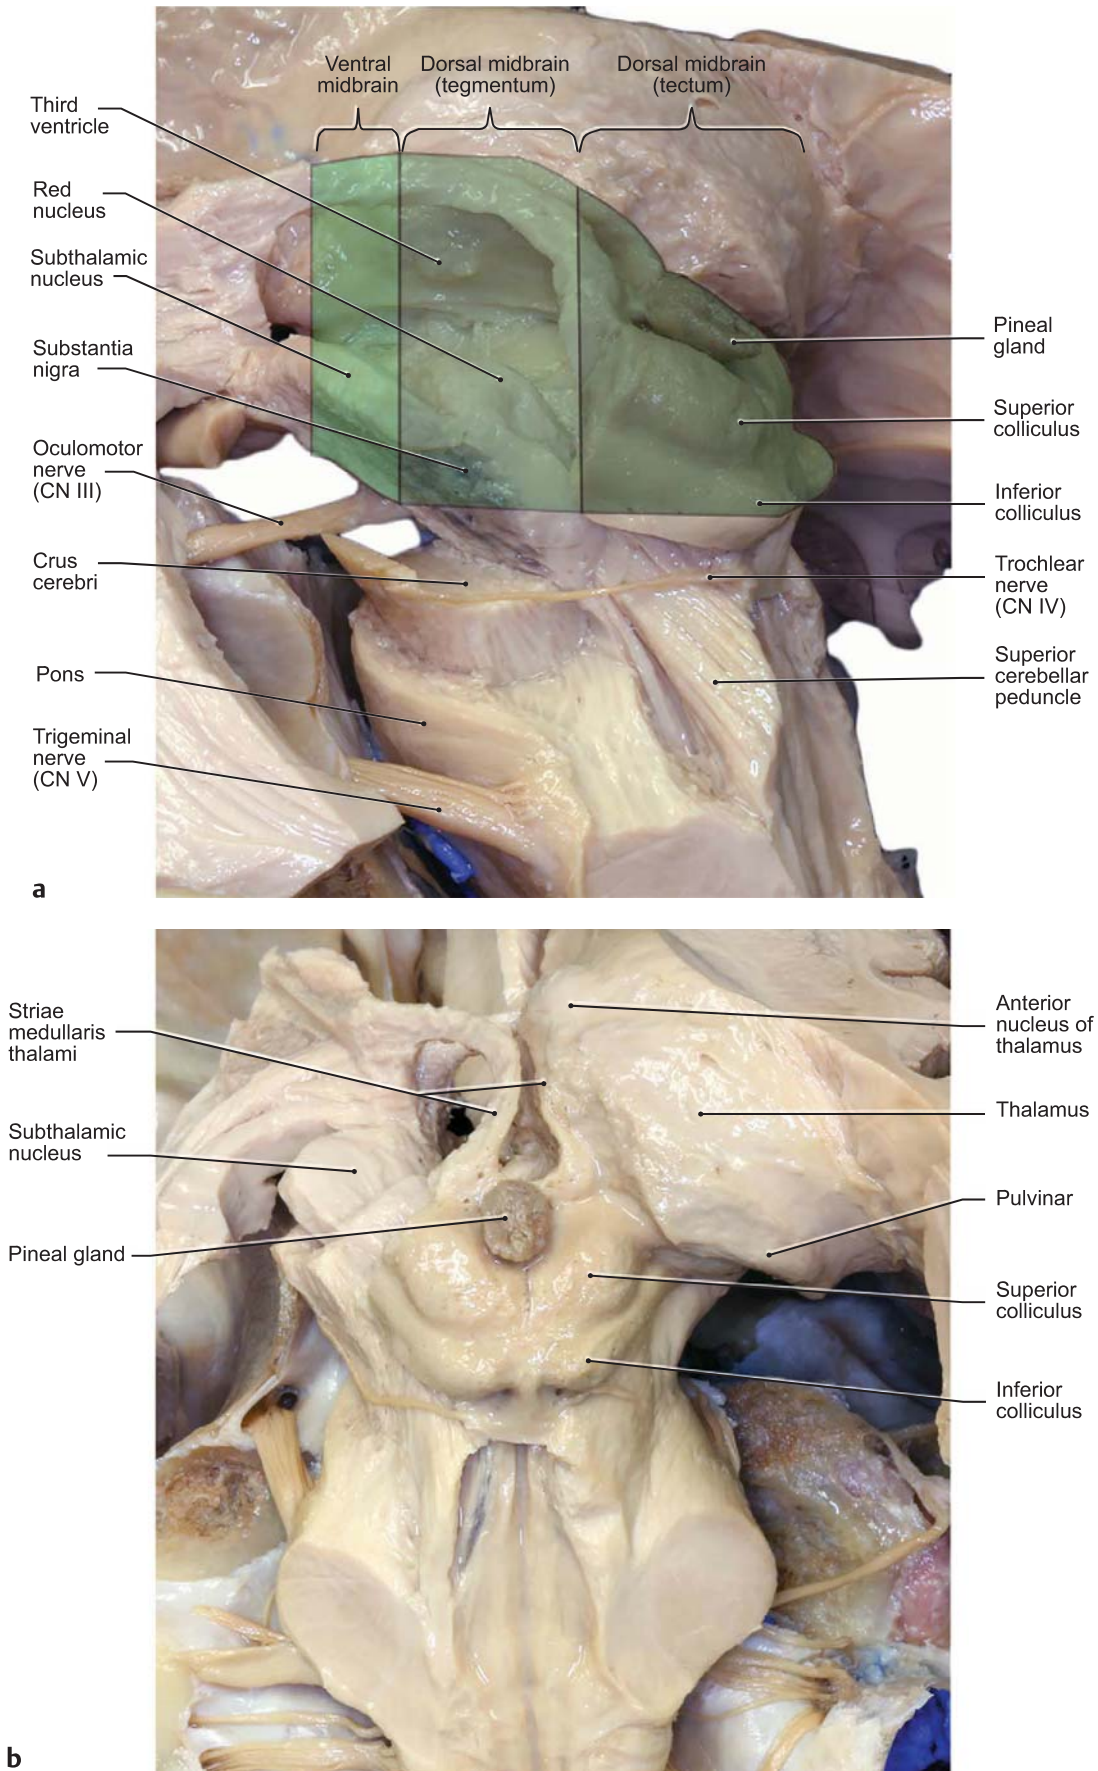 Ventral
midbrain
Dorsal midbrain
(tegmentum)
Dorsal midbrain
(tectum)
Third
ventricle
Red
nucleus
Subthalamic
nucleus
Substantia
nigra
Oculomotor
nerve
(CN III)
Crus
cerebri
Pons
Trigeminal
nerve
(CN V)
Pineal
gland
Superior
colliculus
Inferior
colliculus
Trochlear
nerve
(CN IV)
Superior
cerebellar
peduncle
a
Striae
medullaris
thalami
Subthalamic
nucleus
Pineal gland
Anterior
nucleus of
thalamus
Thalamus
Pulvinar
Superior
colliculus
Inferior
colliculus
b